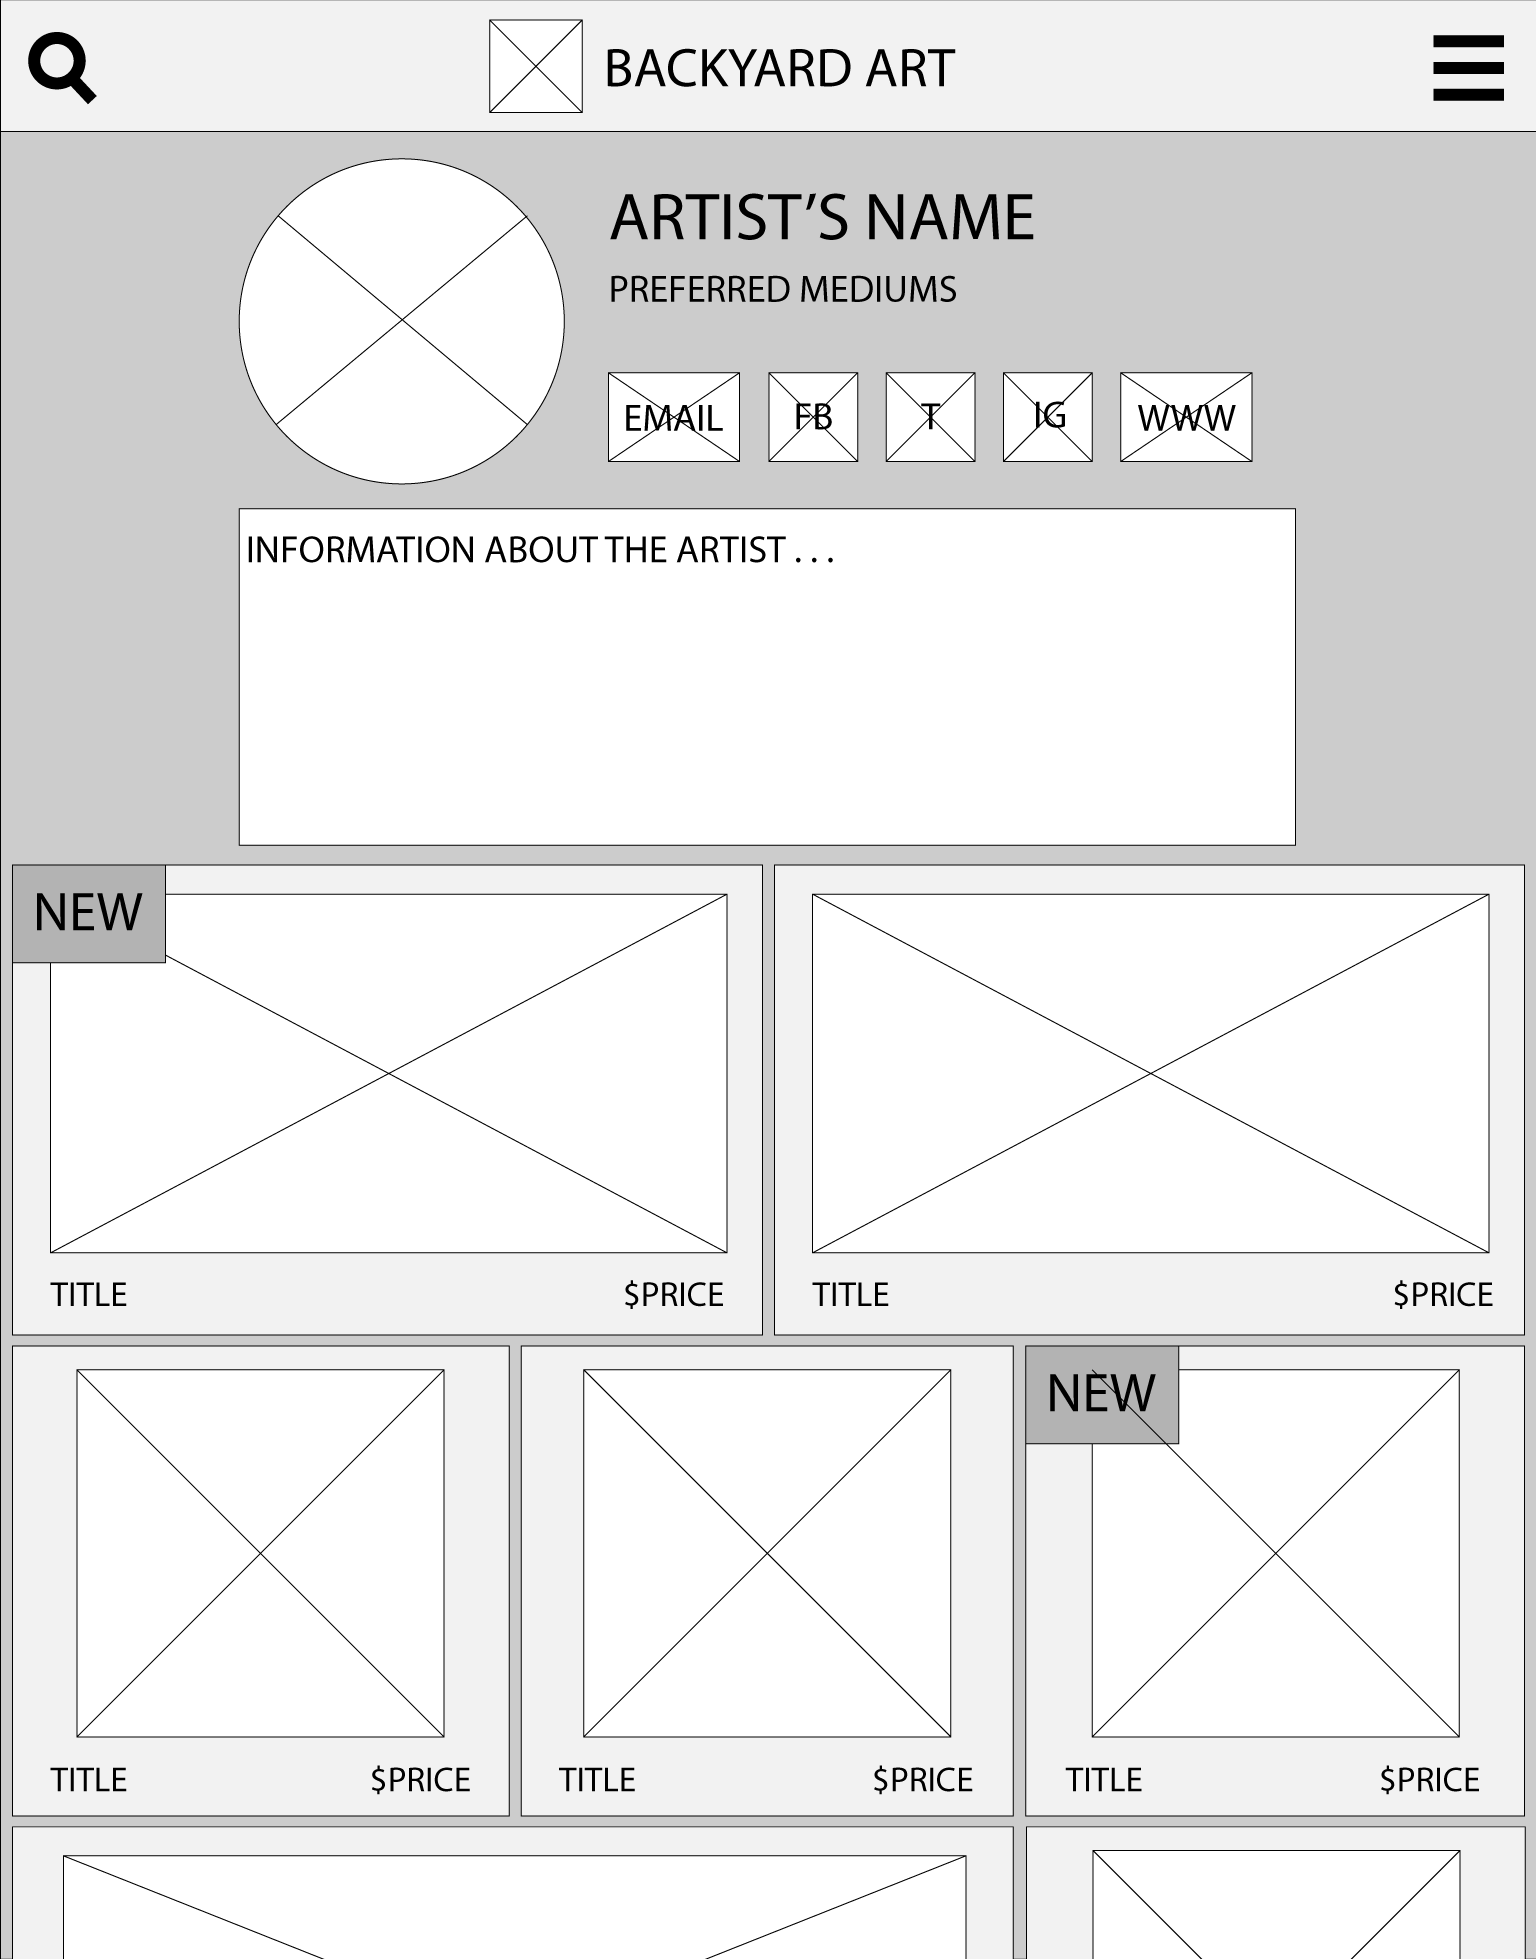 BACKYARD ART
ARTIST’S NAME
PREFERRED MEDIUMS
EMAIL FB T IG WWW
INFORMATION ABOUT THE ARTIST . . .
NEW
TITLE $PRICE
TITLE $PRICE
NEW
TITLE $PRICE
TITLE $PRICE
TITLE $PRICE